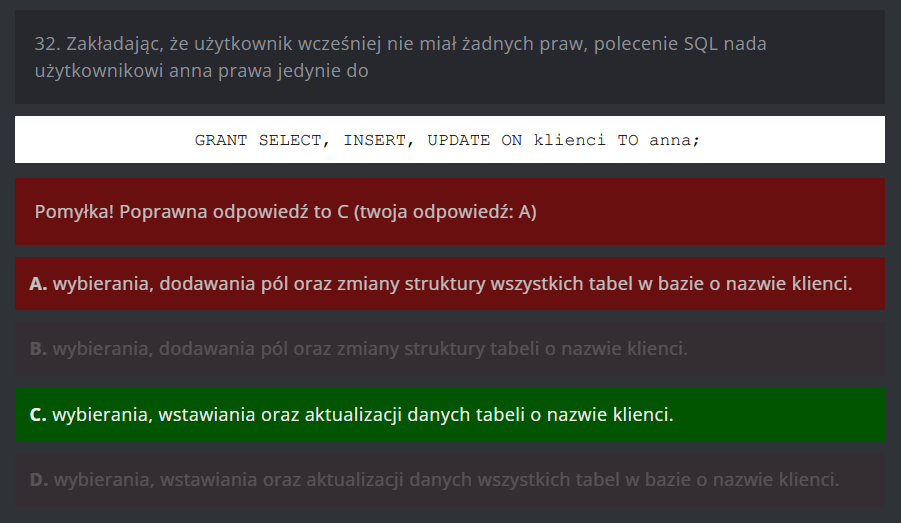 32. Zakładając, że użytkownik wcześniej nie miał żadnych praw, polecenie SQL nada
użytkownikowi anna prawa jedynie do
GRANT SELECT, INSERT, UPDATE ON klienci TO anna;
Pomyłka! Poprawna odpowiedź to C (twoja odpowiedź: A)
A. wybierania, dodawania pól oraz zmiany struktury wszystkich tabel w bazie o nazwie klienci.
B. wybierania, dodawania pól oraz zmiany struktury tabeli o nazwie klienci.
C. wybierania, wstawiania oraz aktualizacji danych tabeli o nazwie klienci.
D. wybierania, wstawiania oraz aktualizacji danych wszystkich tabel w bazie o nazwie klienci.